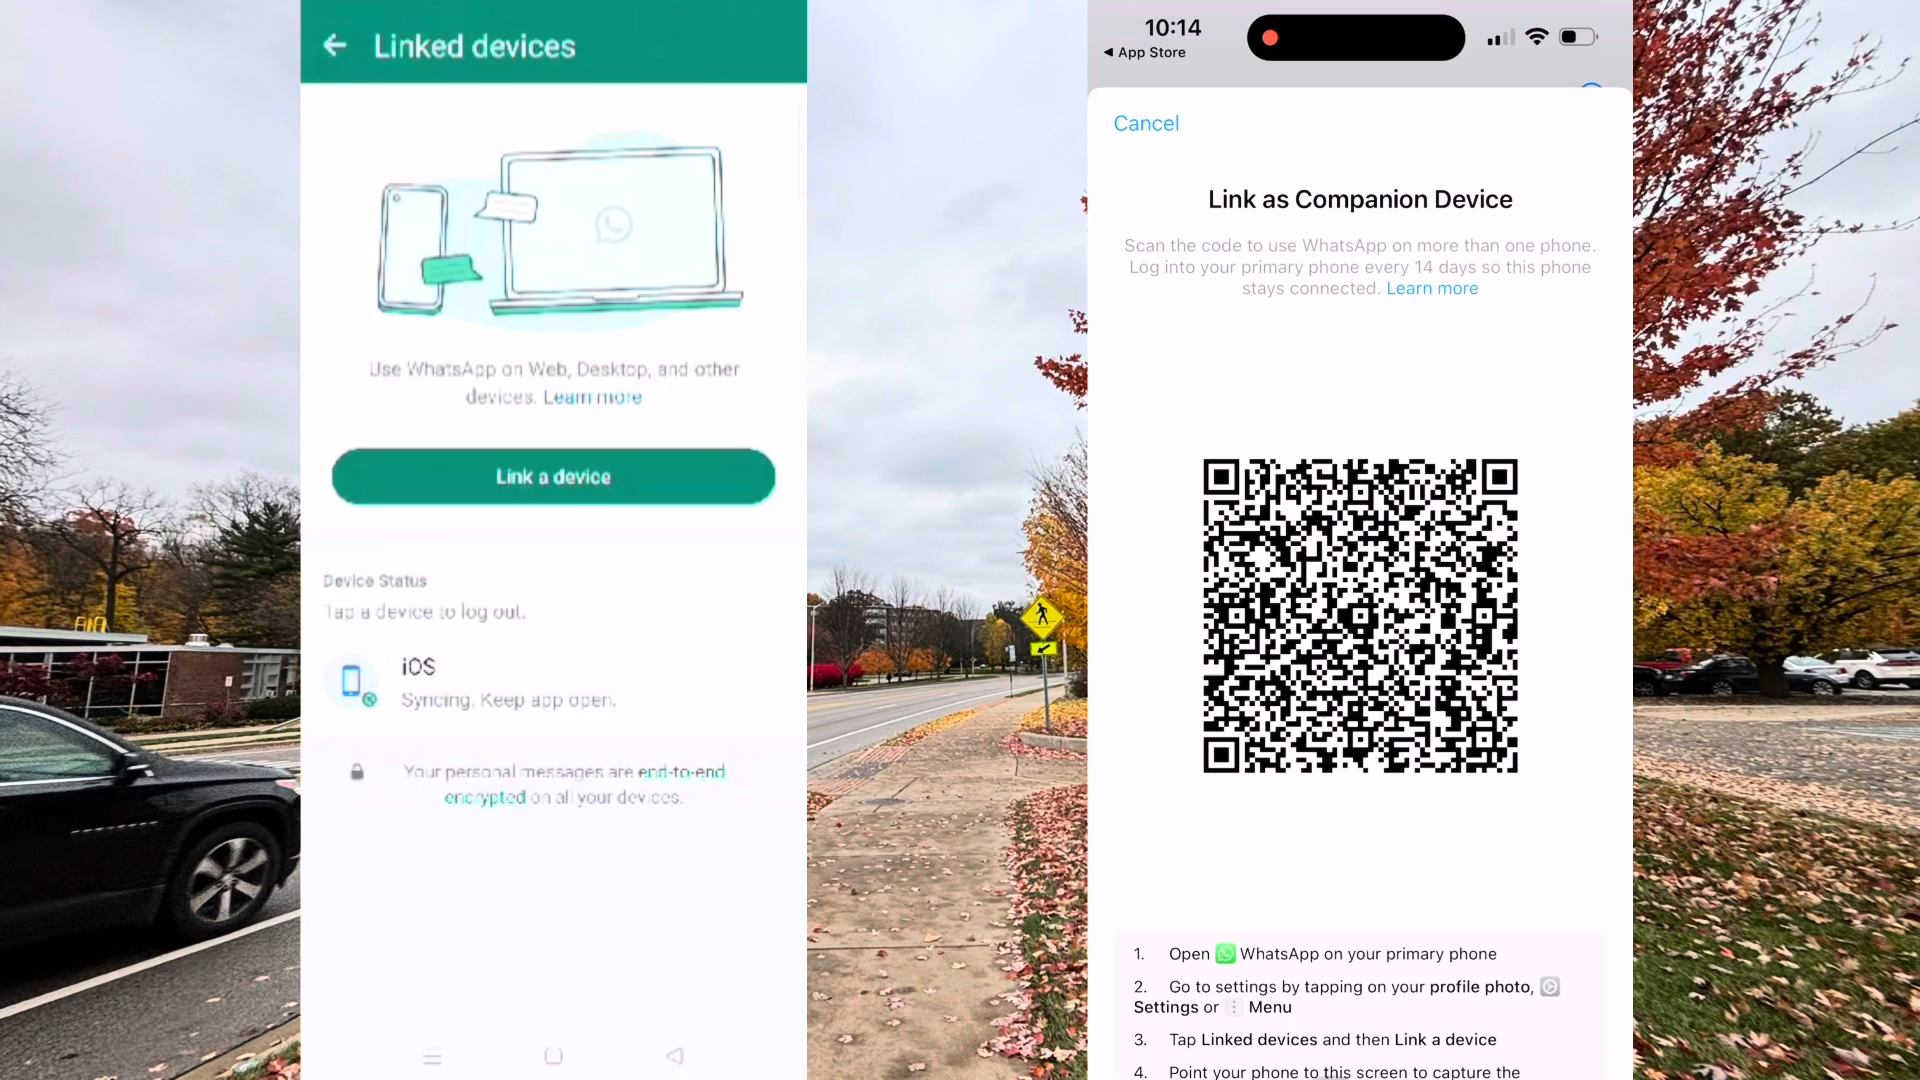 Linked devices
Use WhatsApp on Web, Desktop, and other
devices. Learn more
Link a device
Device Status
Tap a device to log out.
iOS
Syncing. Keep app open.
Your personal messages are end-to-end
encrypted on all your devices.
10:14
◀ App Store
Cancel
Link as Companion Device
Scan the code to use WhatsApp on more than one phone.
Log into your primary phone every 14 days so this phone
stays connected. Learn more
1. Open WhatsApp on your primary phone
2. Go to settings by tapping on your profile photo,
Settings or Menu
3. Tap Linked devices and then Link a device
4. Point your phone to this screen to capture the